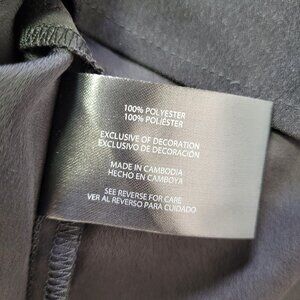 100% POLYESTER
100% POLIÉSTER
EXCLUSIVE OF DECORATION
EXCLUSIVO DE DECORACIÓN
MADE IN CAMBODIA
HECHO EN CAMBOYA
SEE REVERSE FOR CARE
VER AL REVERSO PARA CUIDADO